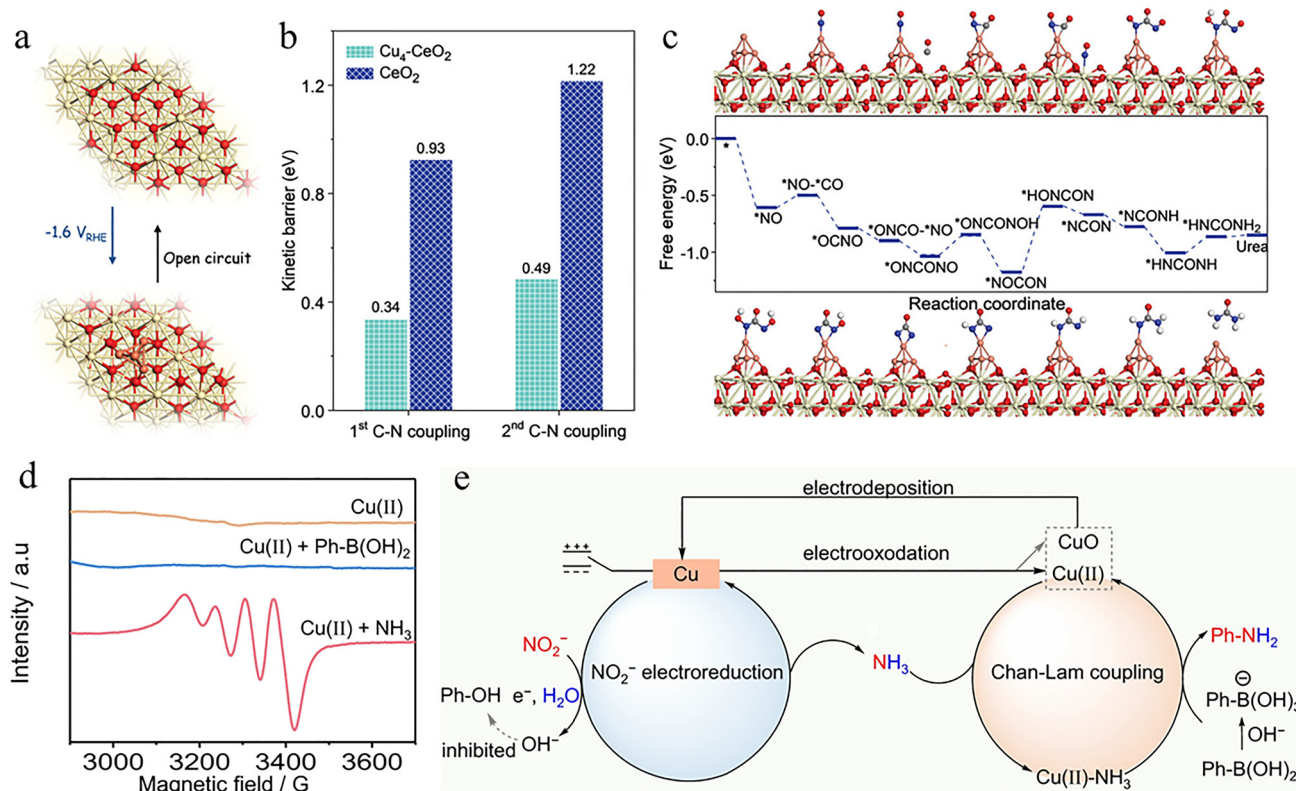 a
-1.6 V_RHE
Open circuit
b
Cu₄-CeO₂
CeO₂
Kinetic barrier (eV)
1.2
0.8
0.4
0.0
0.34
0.93
0.49
1.22
1st C-N coupling
2nd C-N coupling
c
Free energy (eV)
0.0
-0.5
-1.0
*
*NO
*NO-*CO
*OCNO
*ONCO-*NO
*ONCONO
*ONCONOH
*NOCON
*HONCON
*NCON
*NCONH
*HNCONH
*HNCONH₂
Urea
Reaction coordinate
d
Intensity / a.u
Cu(II)
Cu(II) + Ph-B(OH)₂
Cu(II) + NH₃
3000
3200
3400
3600
Magnetic field / G
e
electrodeposition
electrooxodation
+++
---
Cu
CuO
Cu(II)
NO₂⁻
NO₂⁻ electroreduction
Ph-OH e⁻, H₂O
inhibited
OH⁻
NH₃
Chan-Lam coupling
Cu(II)-NH₃
Ph-NH₂
⊖
Ph-B(OH)₃
OH⁻
Ph-B(OH)₂